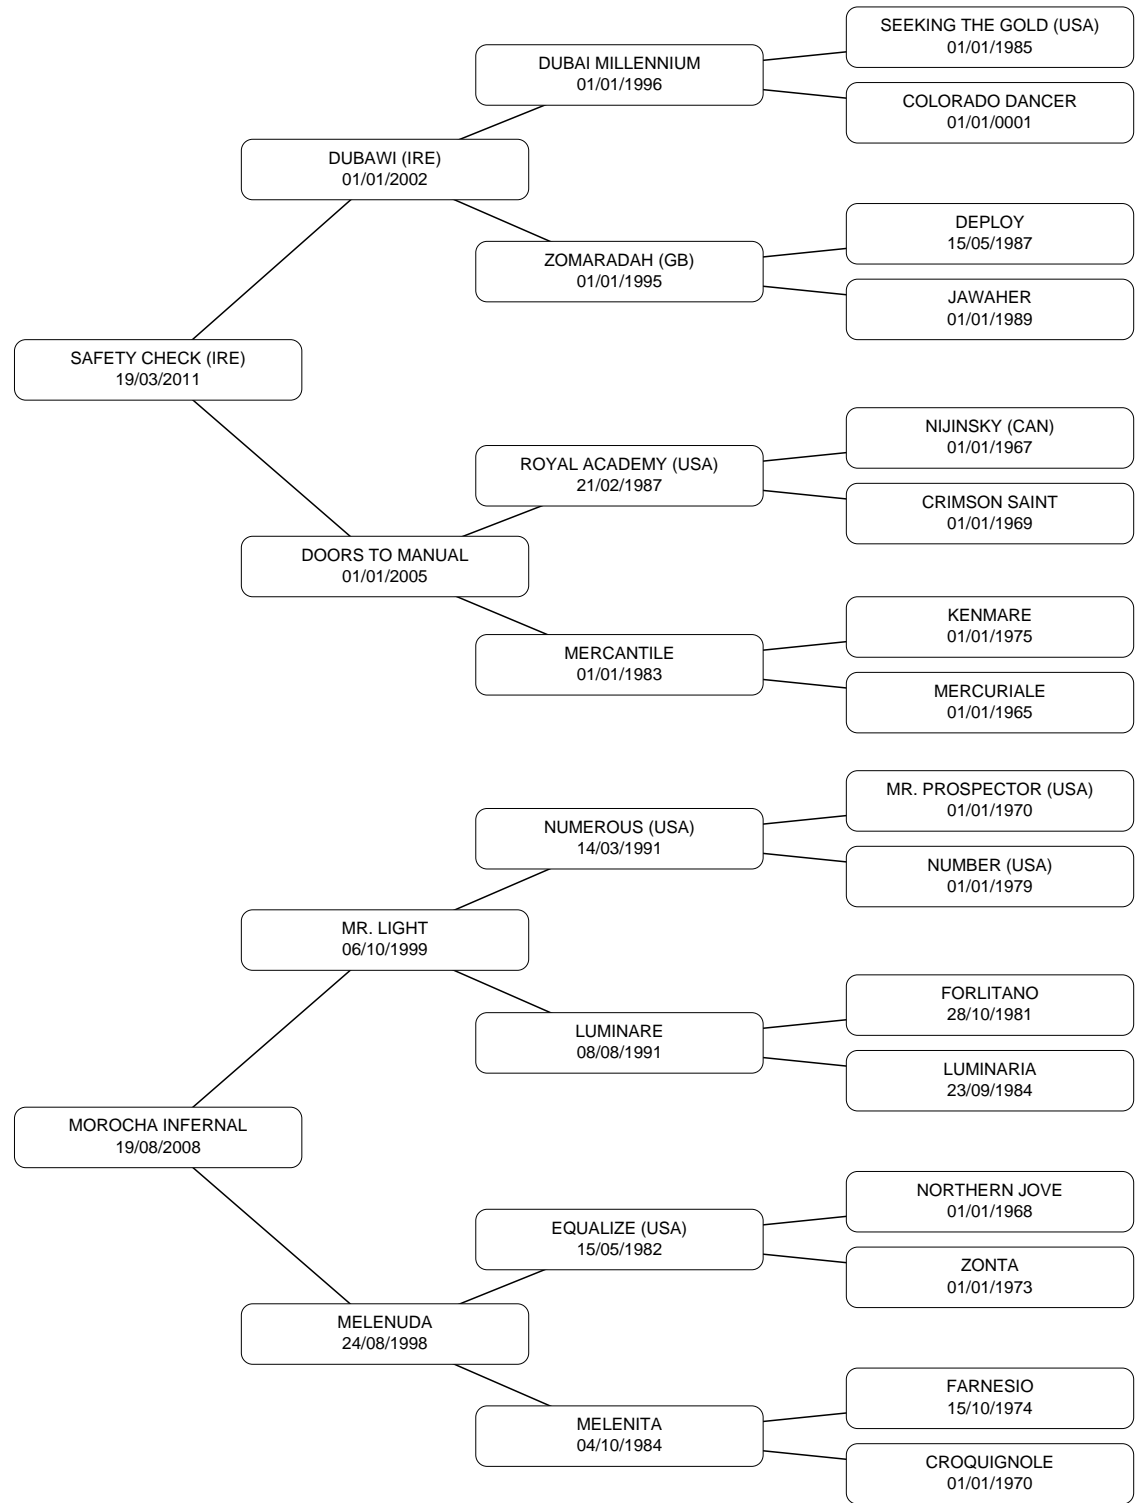 SEEKING THE GOLD (USA)
01/01/1985
DUBAI MILLENNIUM
01/01/1996
COLORADO DANCER
01/01/0001
DUBAWI (IRE)
01/01/2002
DEPLOY
15/05/1987
ZOMARADAH (GB)
01/01/1995
JAWAHER
01/01/1989
SAFETY CHECK (IRE)
19/03/2011
NIJINSKY (CAN)
01/01/1967
ROYAL ACADEMY (USA)
21/02/1987
CRIMSON SAINT
01/01/1969
DOORS TO MANUAL
01/01/2005
KENMARE
01/01/1975
MERCANTILE
01/01/1983
MERCURIALE
01/01/1965
MR. PROSPECTOR (USA)
01/01/1970
NUMEROUS (USA)
14/03/1991
NUMBER (USA)
01/01/1979
MR. LIGHT
06/10/1999
FORLITANO
28/10/1981
LUMINARE
08/08/1991
LUMINARIA
23/09/1984
MOROCHA INFERNAL
19/08/2008
NORTHERN JOVE
01/01/1968
EQUALIZE (USA)
15/05/1982
ZONTA
01/01/1973
MELENUDA
24/08/1998
FARNESIO
15/10/1974
MELENITA
04/10/1984
CROQUIGNOLE
01/01/1970